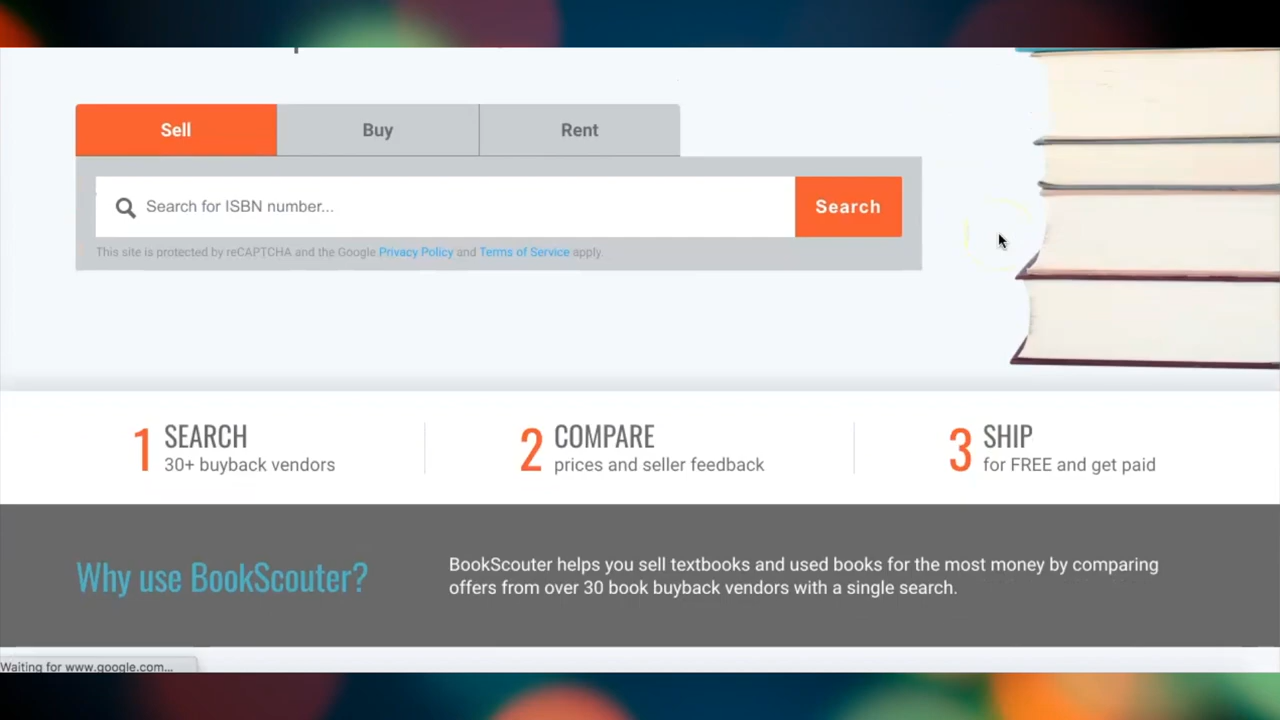 Sell
Buy
Rent
Search for ISBN number...
Search
This site is protected by reCAPTCHA and the Google Privacy Policy and Terms of Service apply.
1 SEARCH
30+ buyback vendors
2 COMPARE
prices and seller feedback
3 SHIP
for FREE and get paid
Why use BookScouter?
BookScouter helps you sell textbooks and used books for the most money by comparing
offers from over 30 book buyback vendors with a single search.
Waiting for www.google.com...